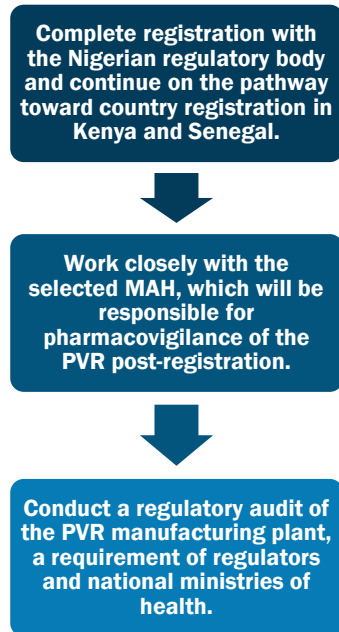 Complete registration with
the Nigerian regulatory body
and continue on the pathway
toward country registration in
Kenya and Senegal.
Work closely with the
selected MAH, which will be
responsible for
pharmacovigilance of the
PVR post-registration.
Conduct a regulatory audit of
the PVR manufacturing plant,
a requirement of regulators
and national ministries of
health.